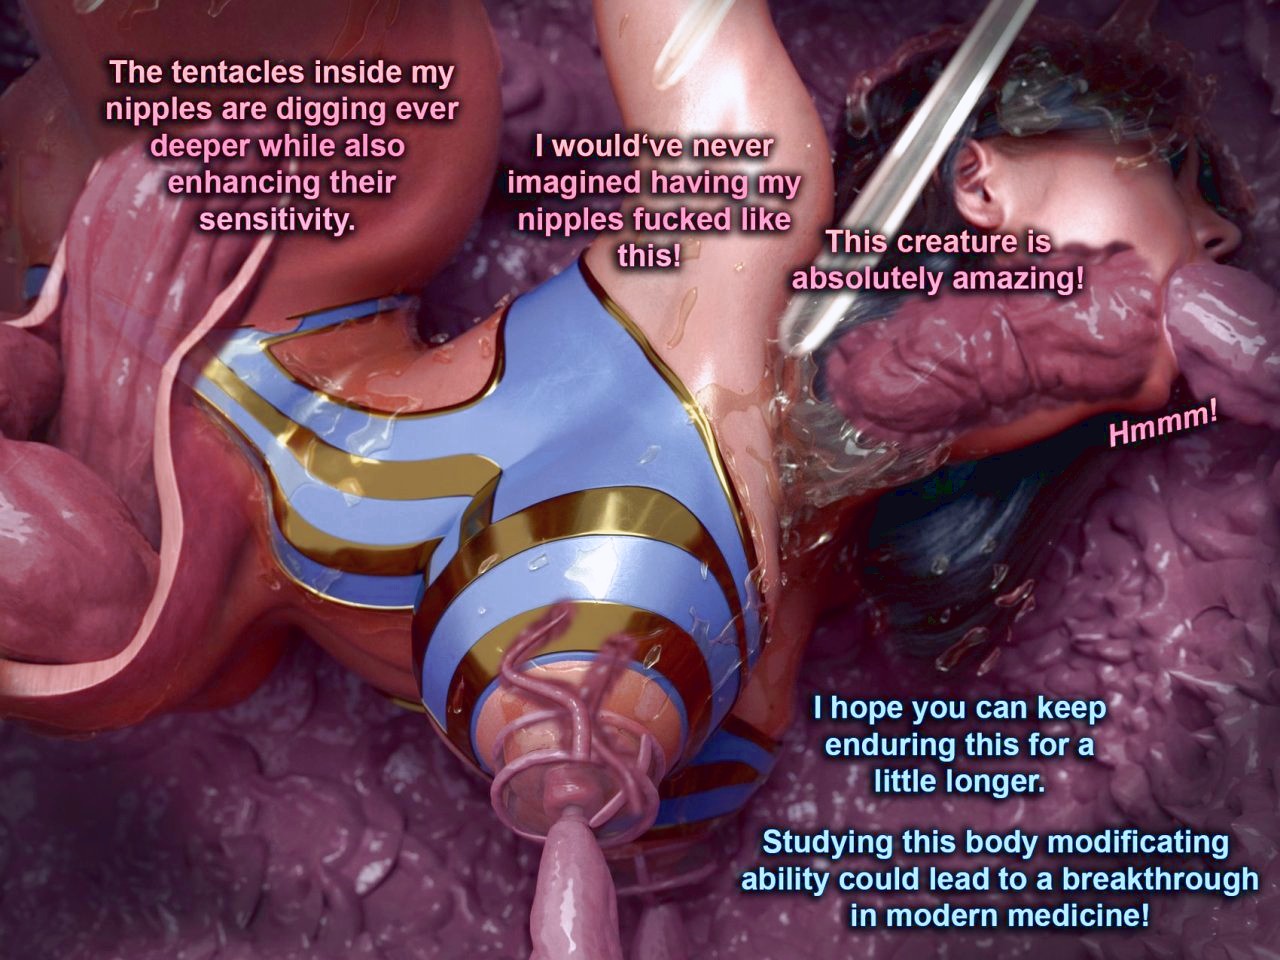 The tentacles inside my
nipples are digging ever
deeper while also
enhancing their
sensitivity.
I would‘ve never
imagined having my
nipples fucked like
this!
This creature is
absolutely amazing!
Hmmm!
I hope you can keep
enduring this for a
little longer.
Studying this body modificating
ability could lead to a breakthrough
in modern medicine!